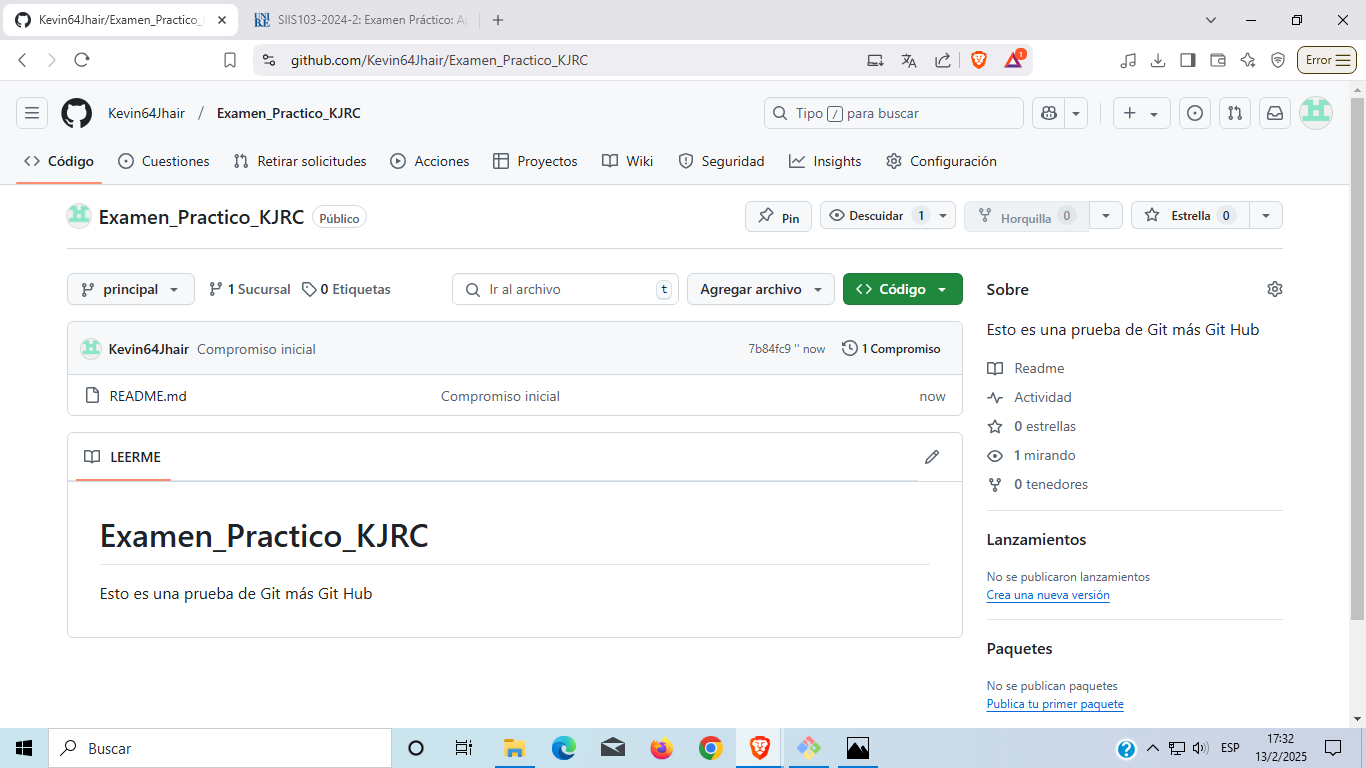 Kevin64Jhair/Examen_Practico_
SIIS103-2024-2: Examen Práctico: Ap
github.com/Kevin64Jhair/Examen_Practico_KJRC
1
Error
Kevin64Jhair / Examen_Practico_KJRC
Tipo / para buscar
Código
Cuestiones
Retirar solicitudes
Acciones
Proyectos
Wiki
Seguridad
Insights
Configuración
Examen_Practico_KJRC
Público
Pin
Descuidar 1
Horquilla 0
Estrella 0
principal
1 Sucursal
0 Etiquetas
Ir al archivo
t
Agregar archivo
Código
Kevin64Jhair Compromiso inicial
7b84fc9 " now
1 Compromiso
README.md
Compromiso inicial
now
LEERME
Examen_Practico_KJRC
Esto es una prueba de Git más Git Hub
Sobre
Esto es una prueba de Git más Git Hub
Readme
Actividad
0 estrellas
1 mirando
0 tenedores
Lanzamientos
No se publicaron lanzamientos
Crea una nueva versión
Paquetes
No se publican paquetes
Publica tu primer paquete
Buscar
ESP
17:32
13/2/2025